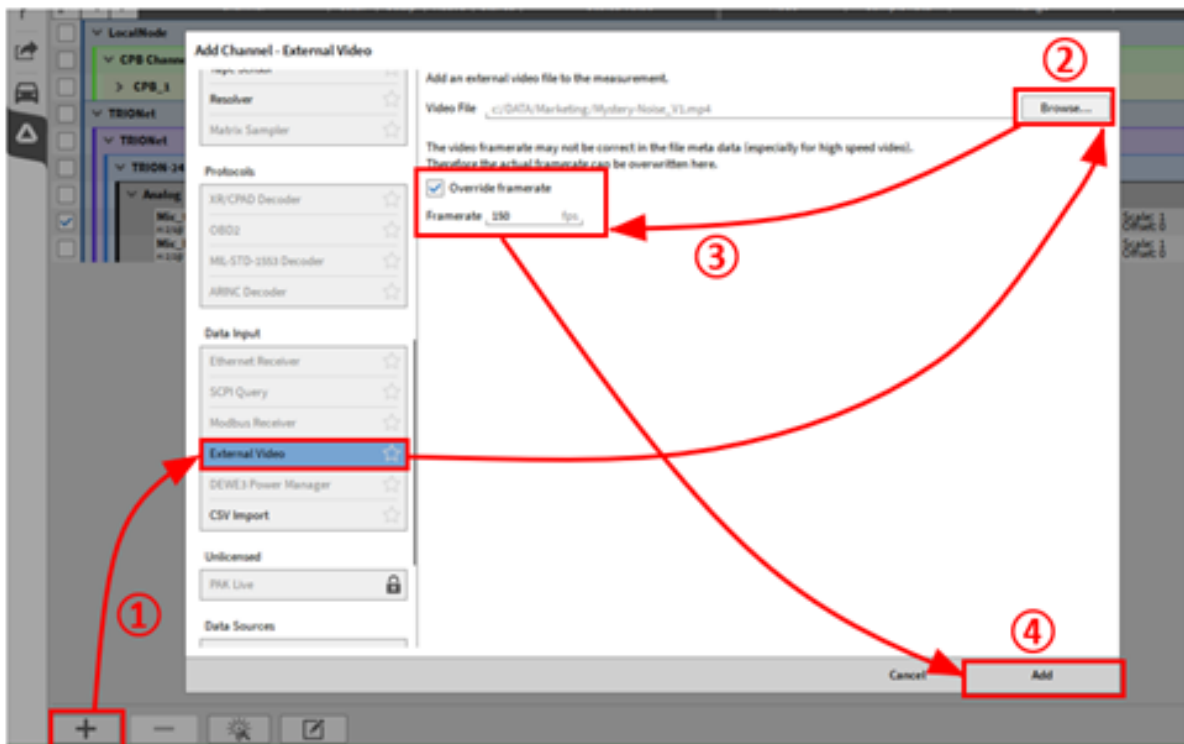 LocalNode
CPB Channe
CPB_1
TRIONet
TRIONet
TRION-24
Analog
Scale: 1
Offset: 0
Scale: 1
Offset: 0
Add Channel - External Video
Resolver
Matrix Sampler
Protocols
XR/CPAD Decoder
OBD2
MIL-STD-1553 Decoder
ARINC Decoder
Data Input
Ethernet Receiver
SCPI Query
Modbus Receiver
External Video
DEWE3 Power Manager
CSV Import
Unlicensed
PAK Live
Data Sources
Add an external video file to the measurement.
Video File c:/DATA/Marketing/Mystery-Noise_V1.mp4 Browse...
The video framerate may not be correct in the file meta data (especially for high speed video).
Therefore the actual framerate can be overwritten here.
Override framerate
Framerate 150 fps
Cancel Add
①
②
③
④